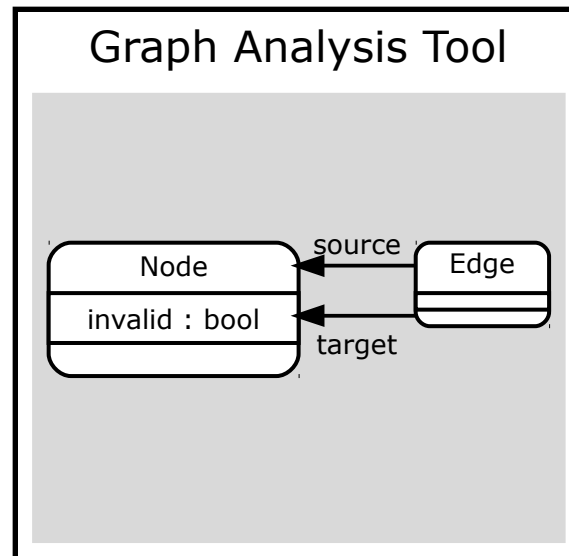 Graph Analysis Tool
source
Node
Edge
invalid : bool
target